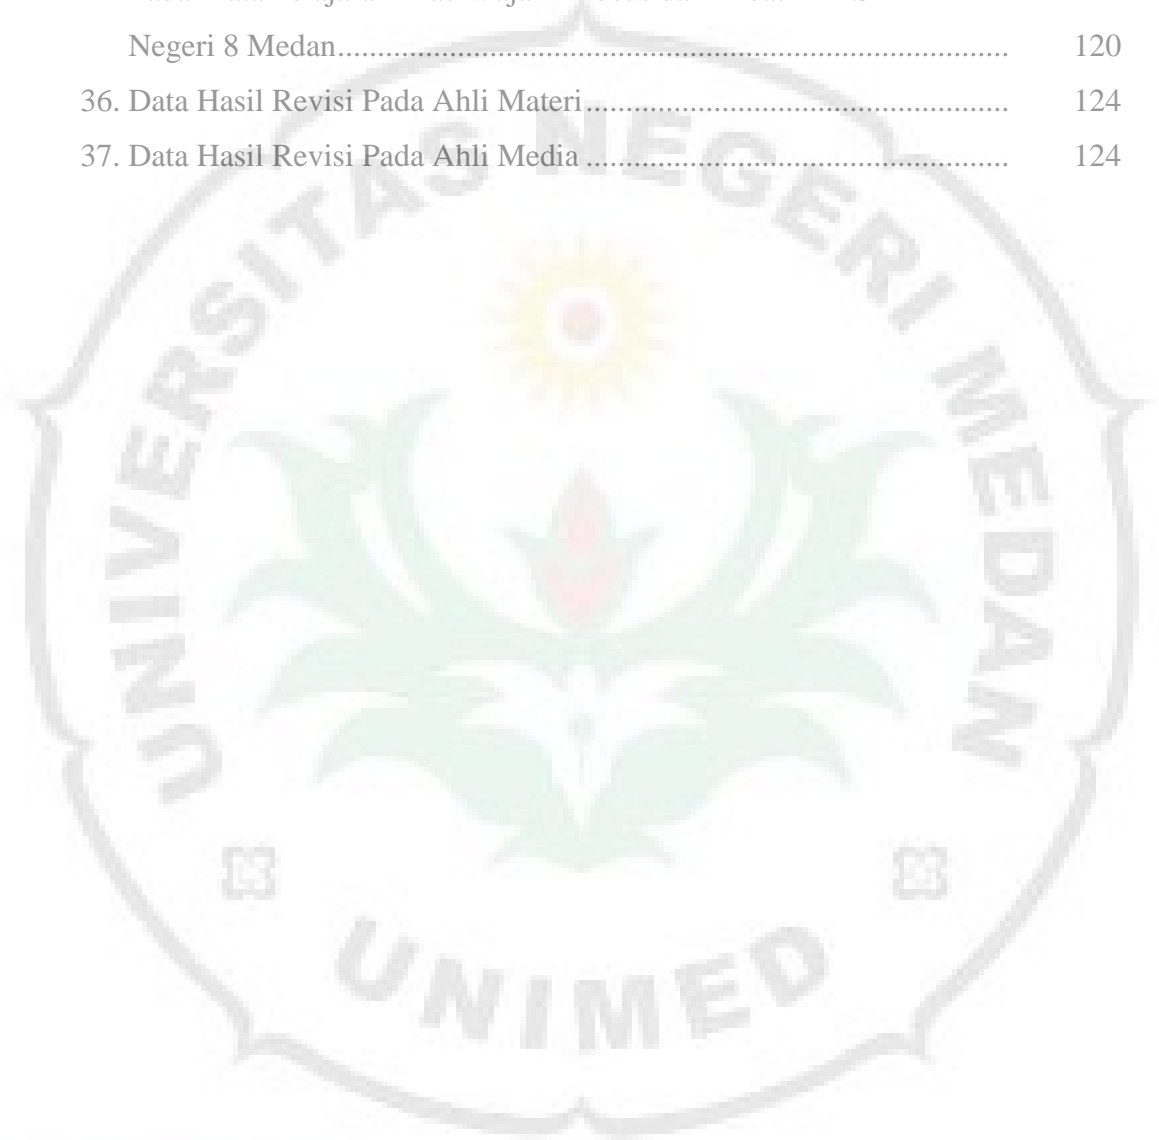 Negeri 8 Medan.................................................................................. 120
36. Data Hasil Revisi Pada Ahli Materi.................................................... 124
37. Data Hasil Revisi Pada Ahli Media .................................................... 124
UNIVERSITAS NEGERI MEDAN
UNIMED